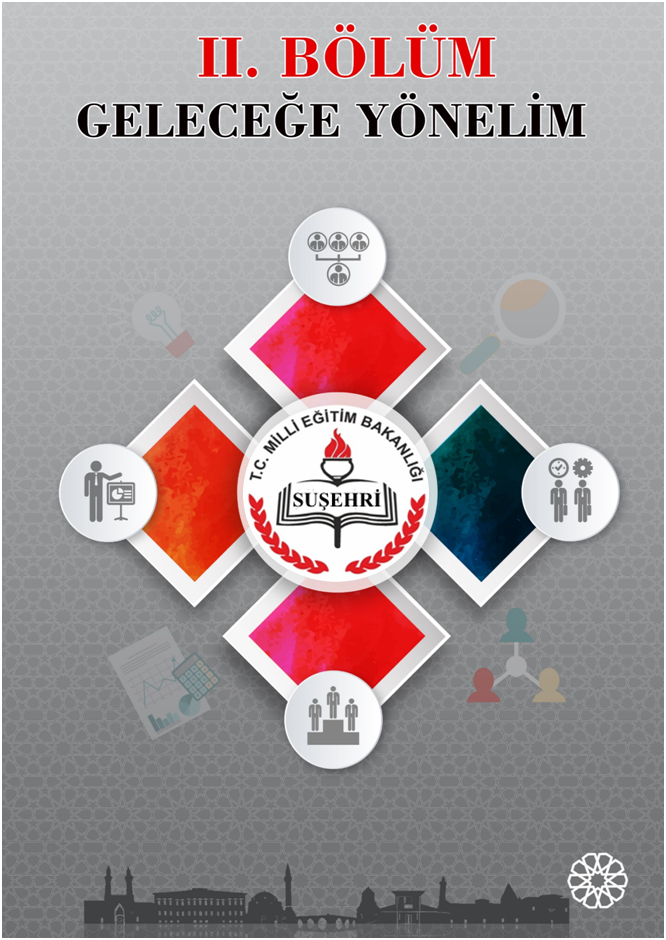 II. BÖLÜM
GELECEĞE YÖNELİM
T.C. MİLLİ EĞİTİM BAKANLIĞI
SUŞEHRİ